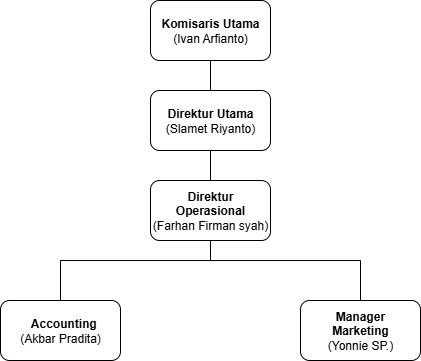 Komisaris Utama
(Ivan Arfianto)
Direktur Utama
(Slamet Riyanto)
Direktur
Operasional
(Farhan Firman syah)
Accounting
(Akbar Pradita)
Manager
Marketing
(Yonnie SP.)